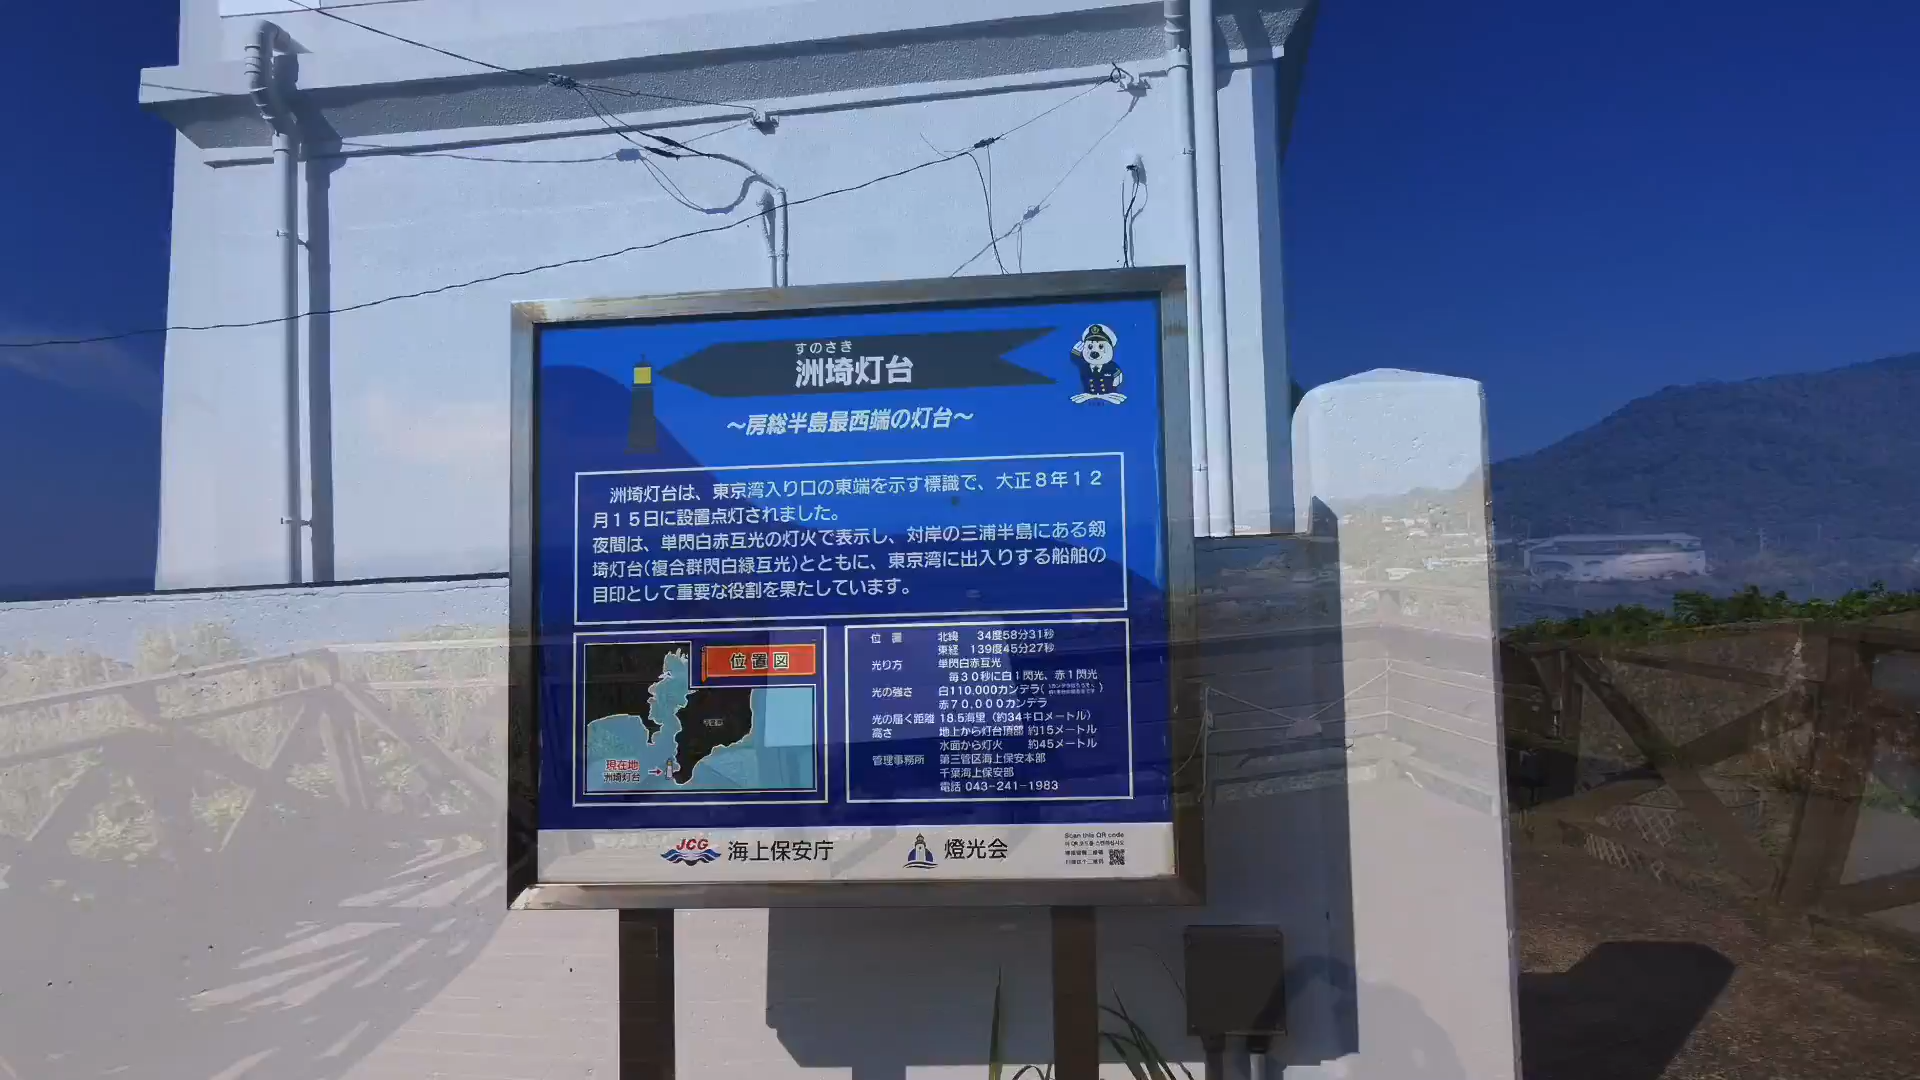 すのさき
洲埼灯台
～房総半島最西端の灯台～
洲埼灯台は、東京湾入り口の東端を示す標識で、大正８年１２
月１５日に設置点灯されました。
夜間は、単閃白赤互光の灯火で表示し、対岸の三浦半島にある剱
埼灯台(複合群閃白緑互光)とともに、東京湾に出入りする船舶の
目印として重要な役割を果たしています。
位置図
千葉県
現在地
洲埼灯台
位 置 北緯 34度58分31秒
東経 139度45分27秒
光り方 単閃白赤互光
毎３０秒に白１閃光、赤１閃光
光の強さ 白110,000カンデラ
赤７０,０００カンデラ
光の届く距離 18.5海里（約34キロメートル）
高さ 地上から灯台頂部 約15メートル
水面から灯火 約45メートル
管理事務所 第三管区海上保安本部
千葉海上保安部
電話 043-241-1983
JCG 海上保安庁
燈光会
Scan this QR code